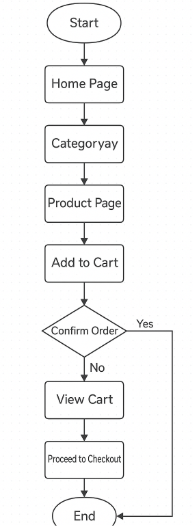 Start
Home Page
Categoryay
Product Page
Add to Cart
Confirm Order
Yes
No
View Cart
Proceed to Checkout
End